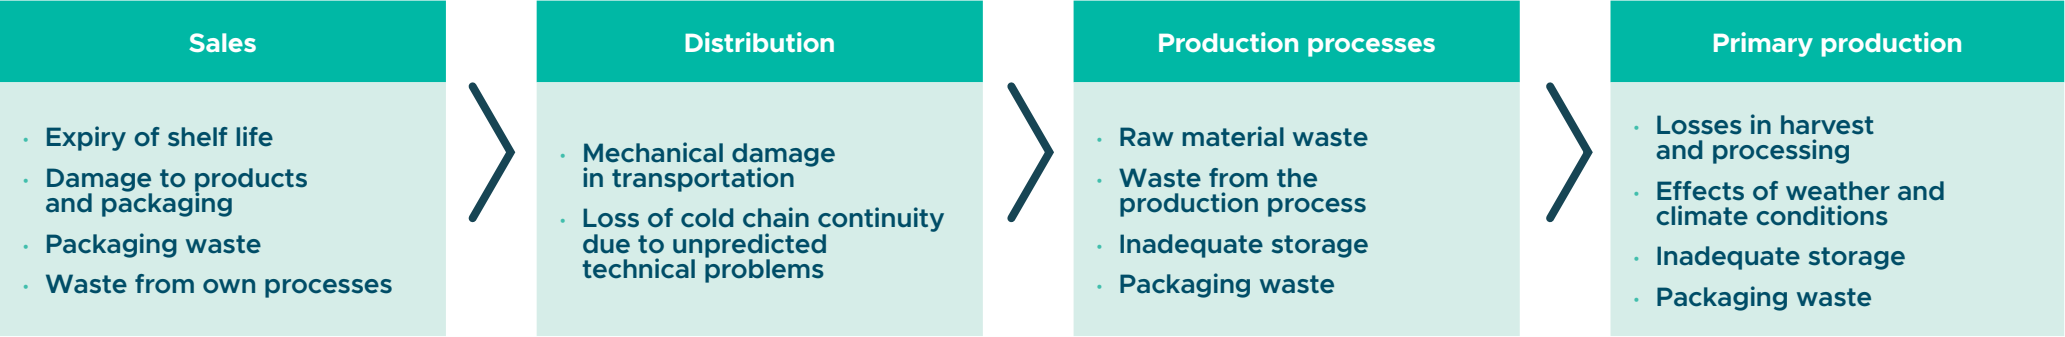 Sales
· Expiry of shelf life
· Damage to products
and packaging
· Packaging waste
· Waste from own processes
Distribution
· Mechanical damage
in transportation
· Loss of cold chain continuity
due to unpredicted
technical problems
Production processes
· Raw material waste
· Waste from the
production process
· Inadequate storage
· Packaging waste
Primary production
· Losses in harvest
and processing
· Effects of weather and
climate conditions
· Inadequate storage
· Packaging waste